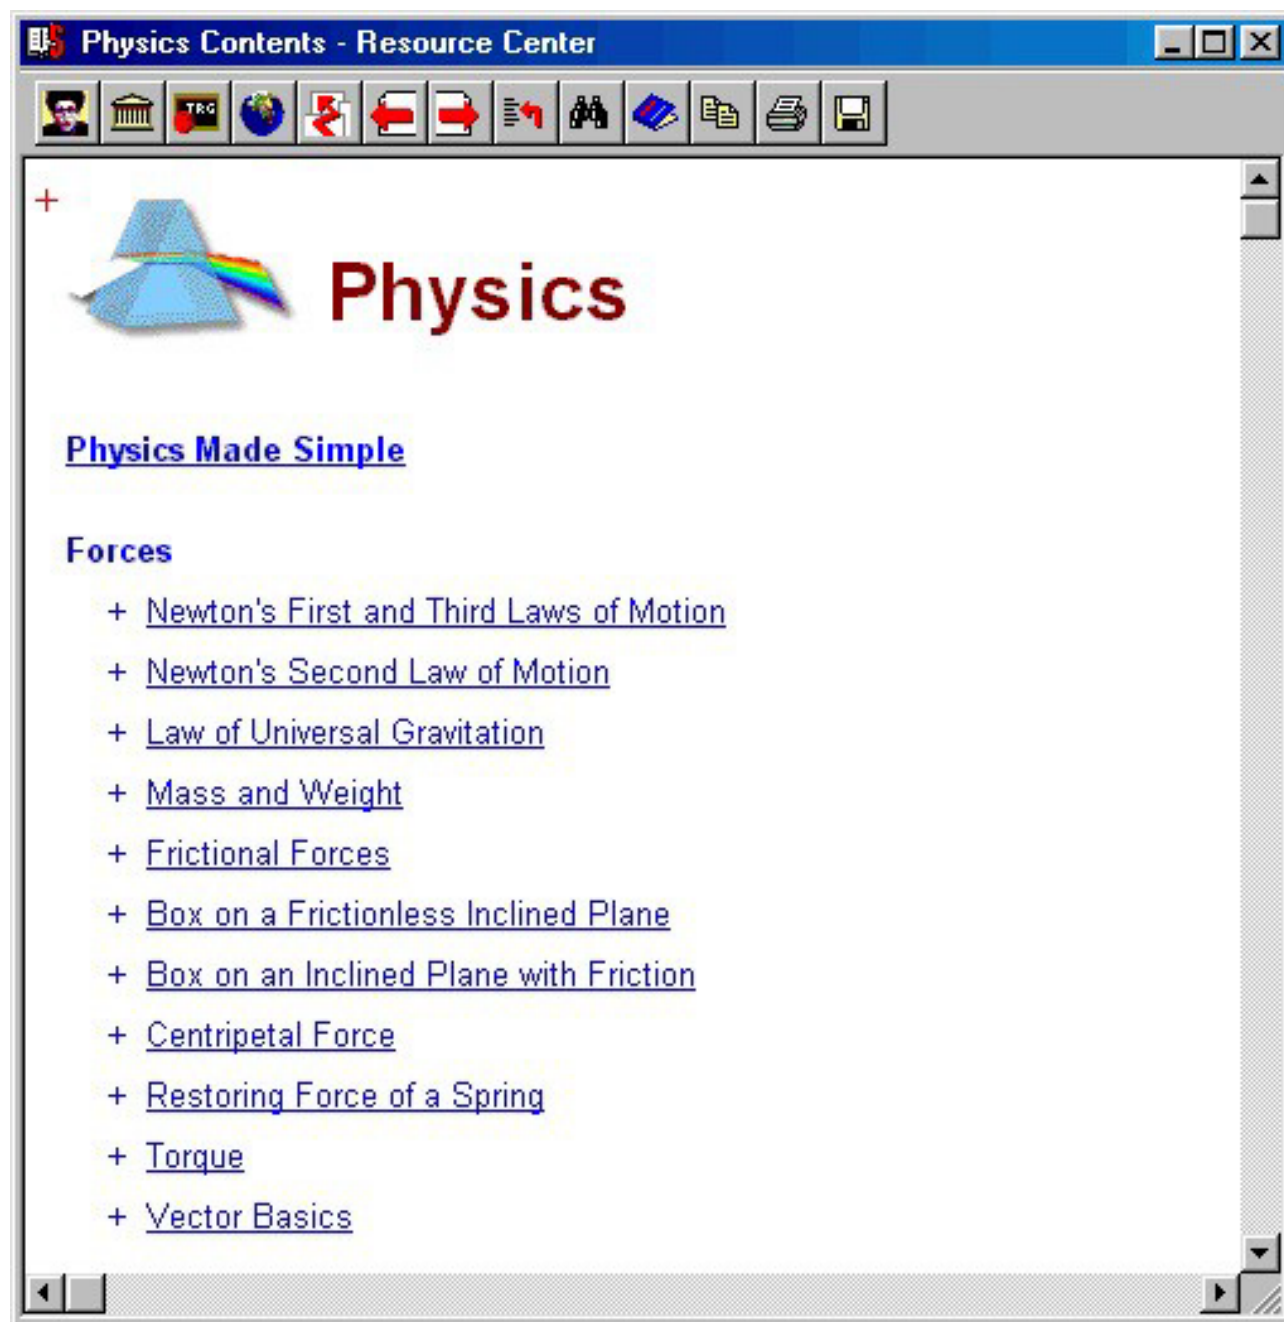 Physics Contents - Resource Center
TRG
Physics
Physics Made Simple
Forces
+ Newton's First and Third Laws of Motion
+ Newton's Second Law of Motion
+ Law of Universal Gravitation
+ Mass and Weight
+ Frictional Forces
+ Box on a Frictionless Inclined Plane
+ Box on an Inclined Plane with Friction
+ Centripetal Force
+ Restoring Force of a Spring
+ Torque
+ Vector Basics